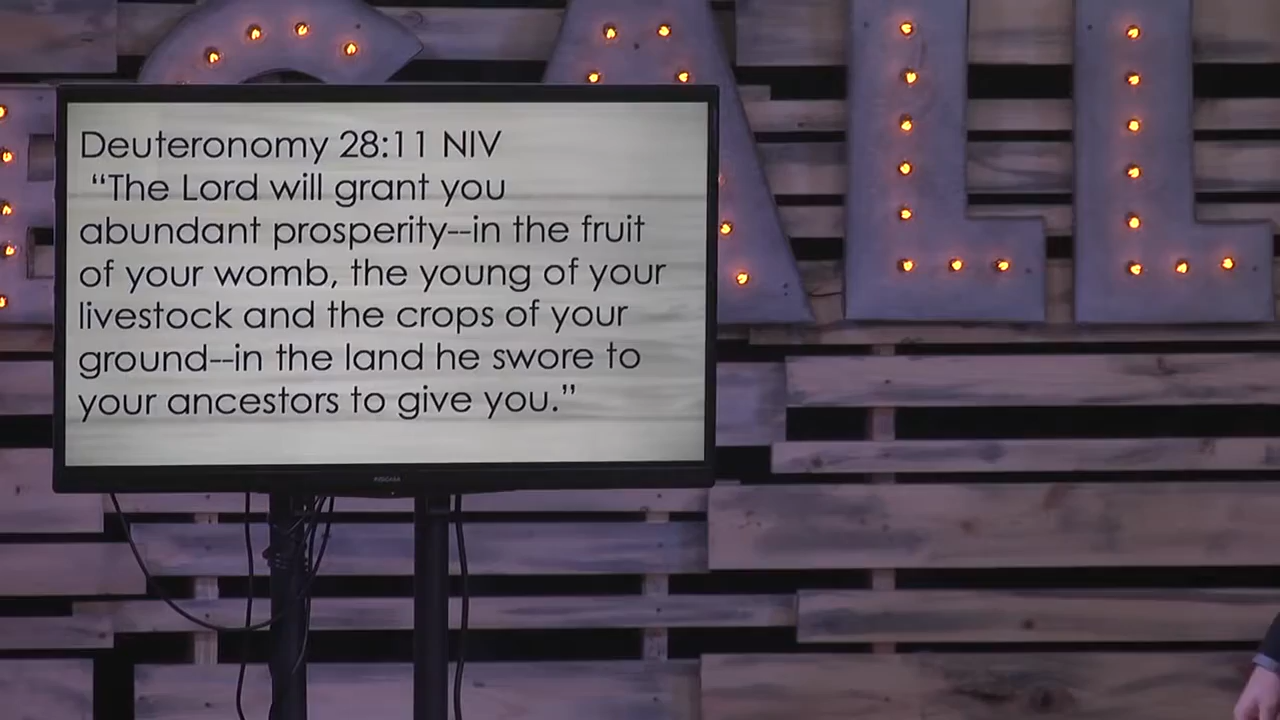 CALL
Deuteronomy 28:11 NIV
“The Lord will grant you
abundant prosperity--in the fruit
of your womb, the young of your
livestock and the crops of your
ground--in the land he swore to
your ancestors to give you.”
INSIGNIA